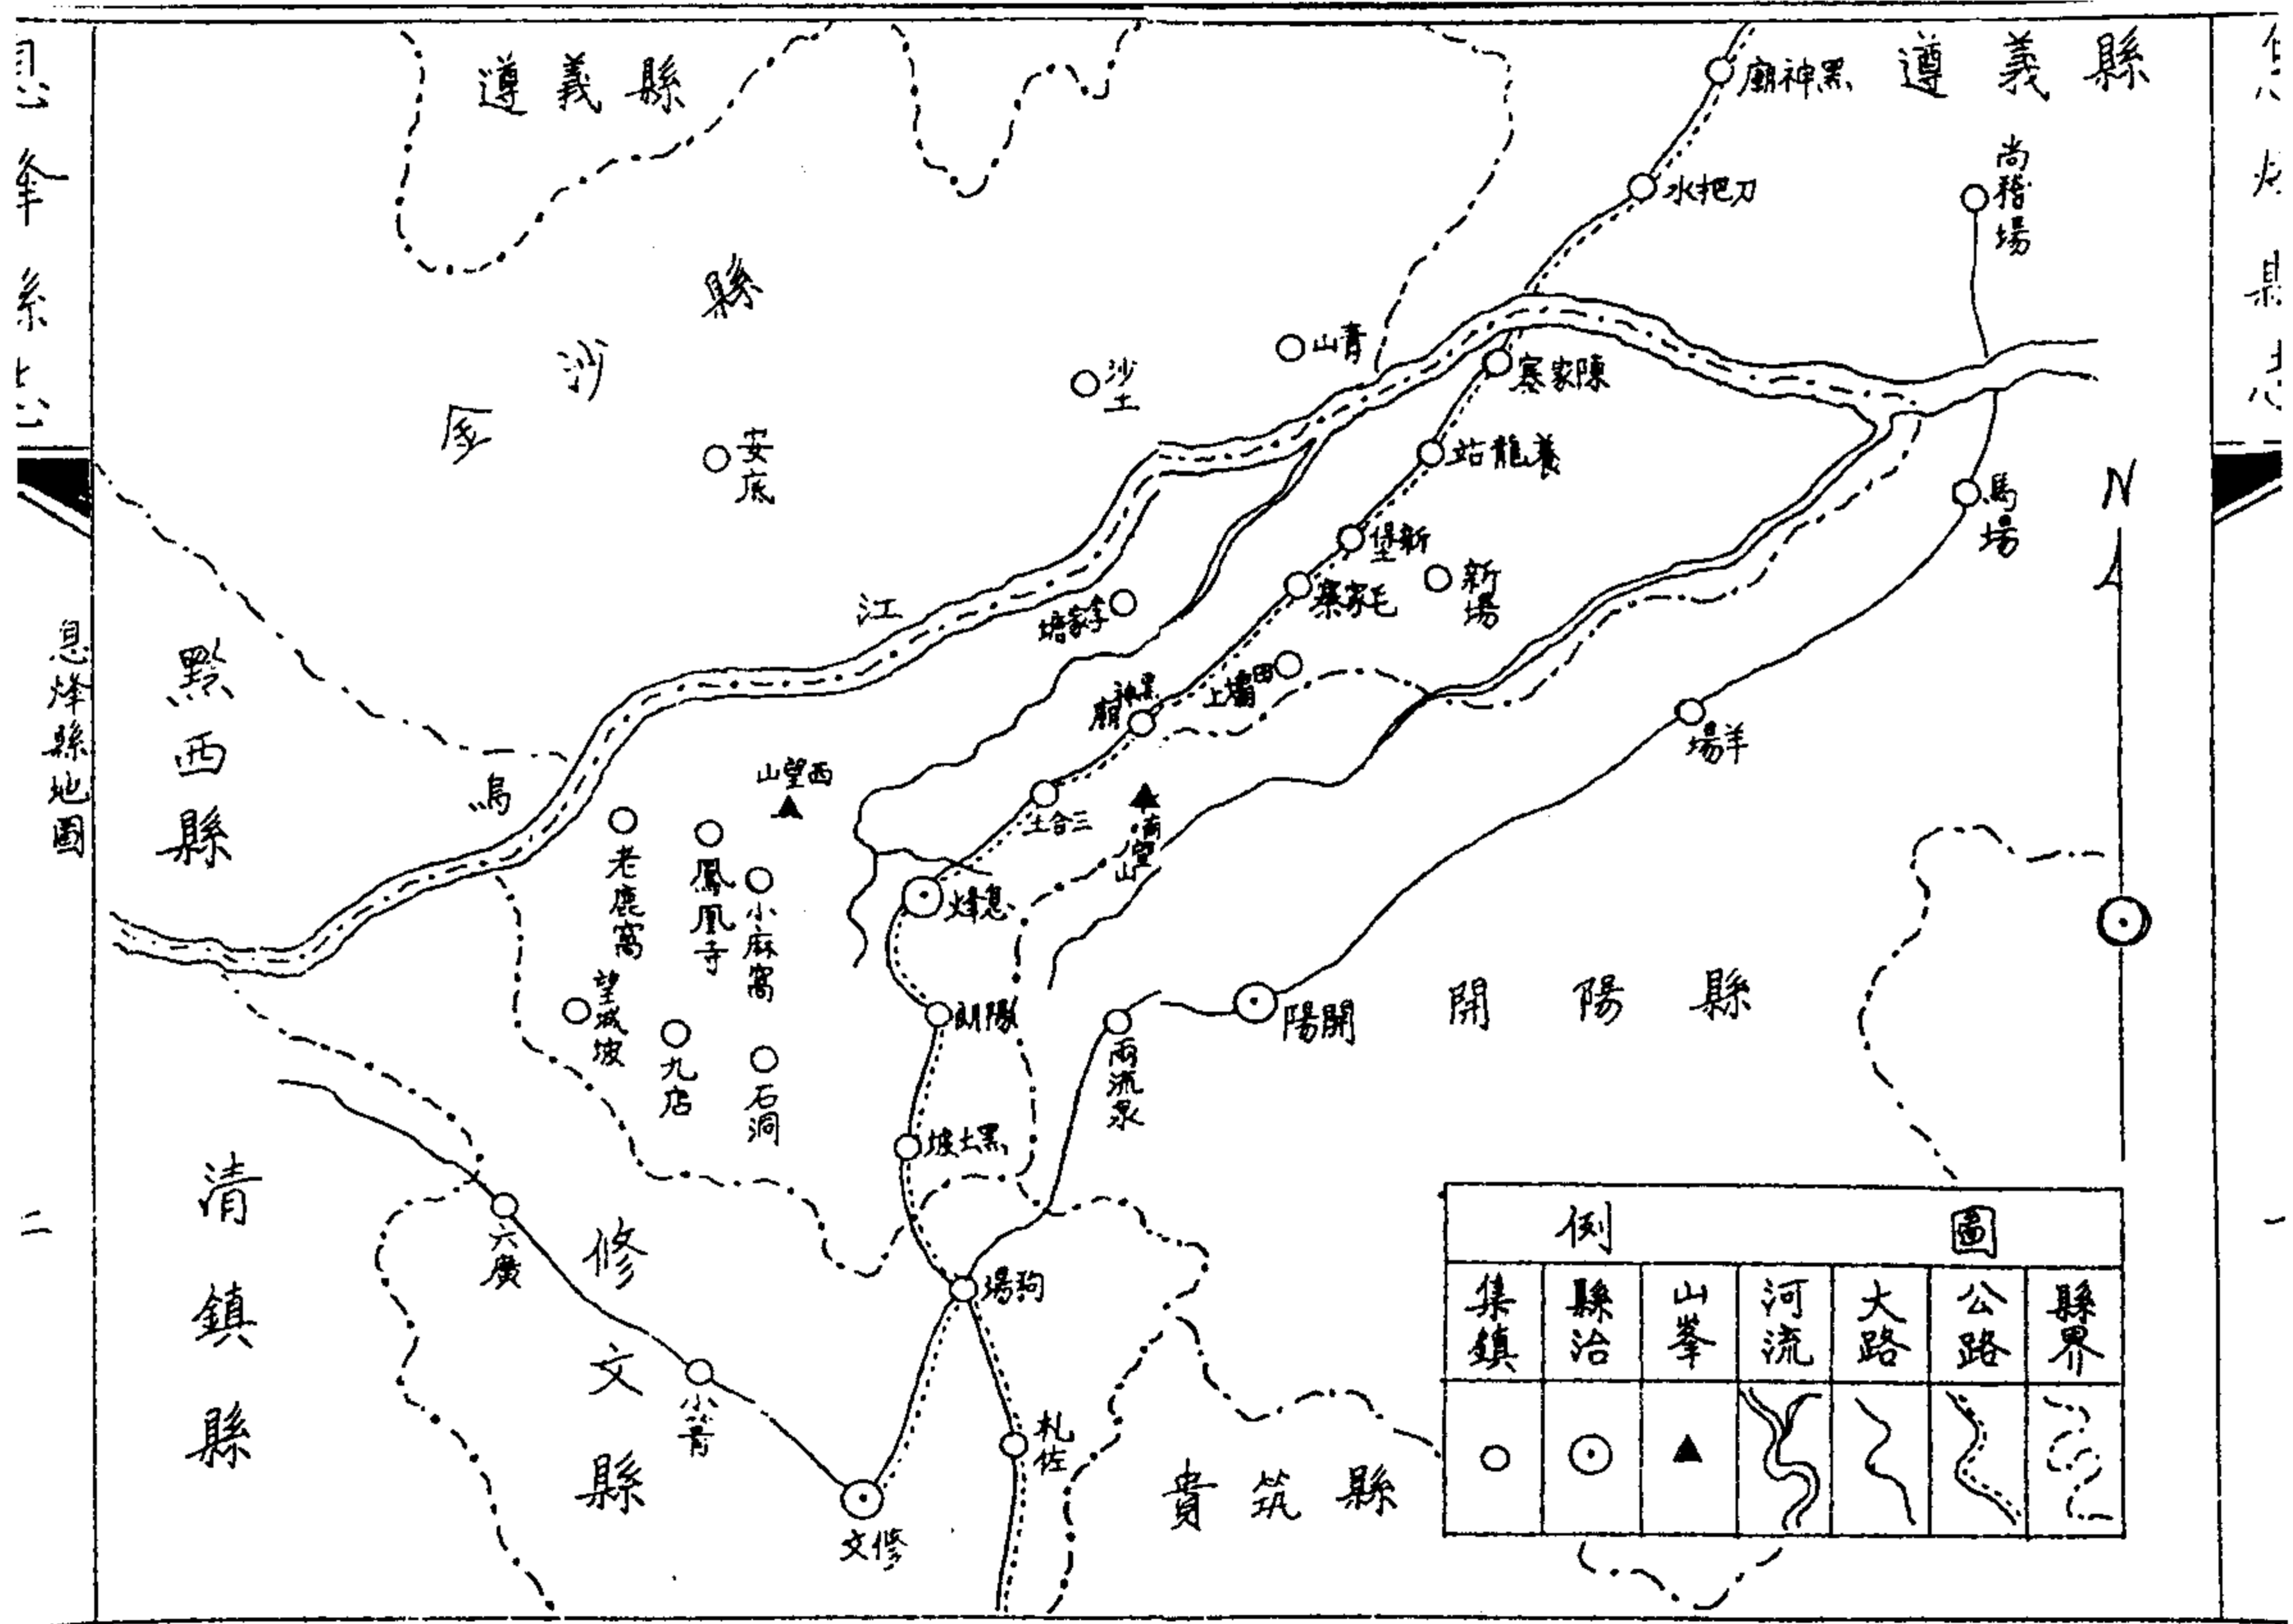 遵義縣
遵義縣
黑神廟
刀把水
尚稽場
金沙縣
青山
沙土
安底
陳家寨
養龍站
新堡
毛家寨
新場
馬場
李家塘
田壩上
黑神廟
羊場
三合土
南望山
西望山
烏江
黔西縣
息烽縣地圖
老鹿窩
鳳凰寺
小麻窩
望城坡
九店
石洞
息烽
陽朗
黑土坡
兩流泉
開陽
開陽縣
清鎮縣
六廣
修文縣
小菁
修文
狗場
札佐
貴筑縣
N
圖例
縣界
公路
大路
河流
山峯
縣治
集鎮
一
二